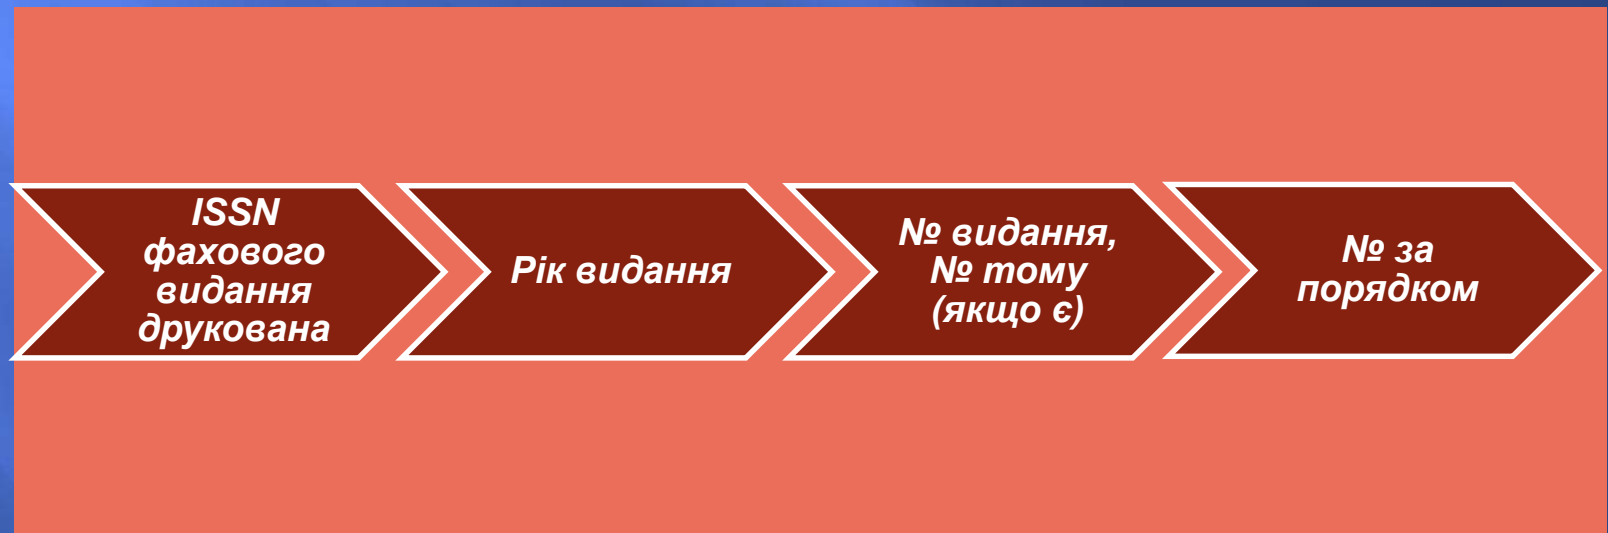 ISSN
фахового
видання
друкована
Рік видання
№ видання,
№ тому
(якщо є)
№ за
порядком